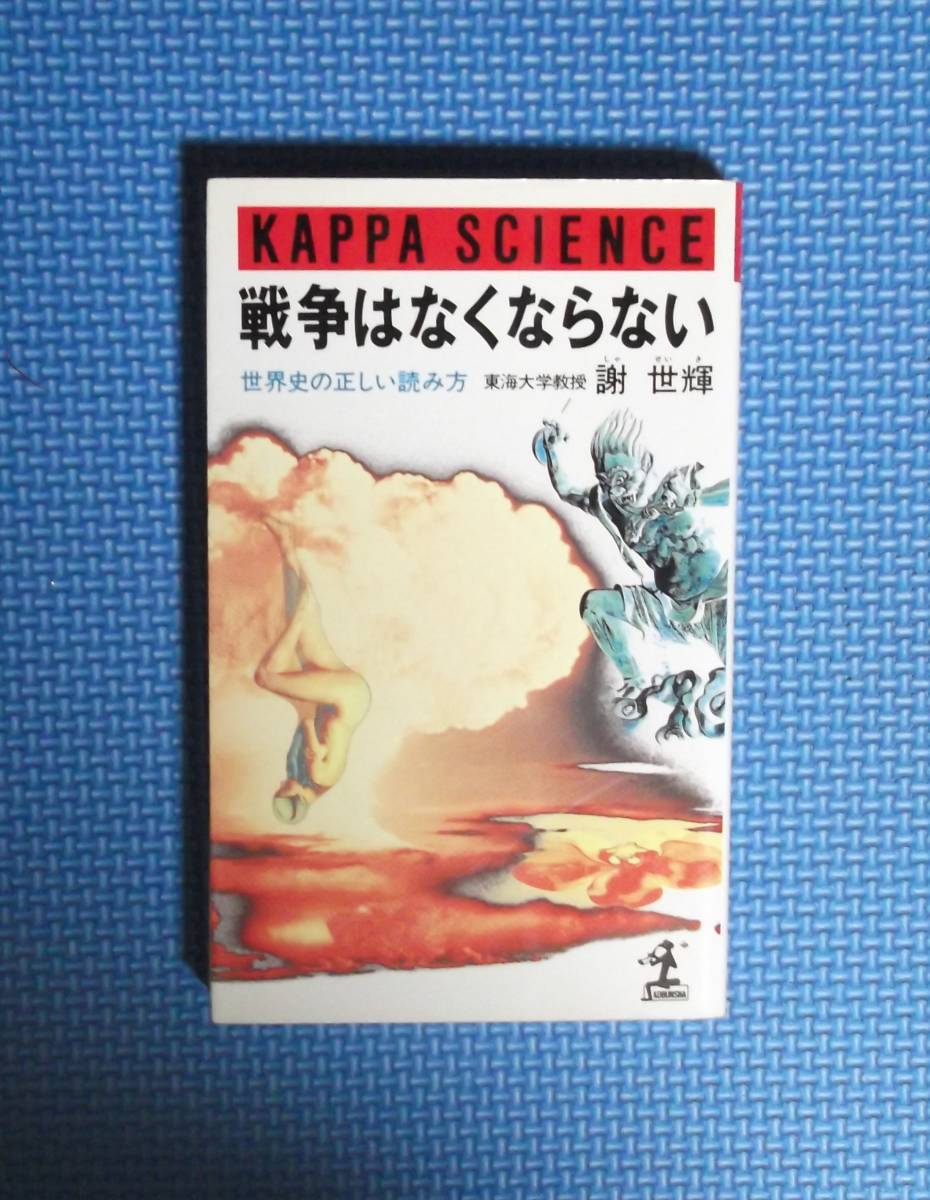 KAPPA SCIENCE
戦争はなくならない
しゃ せい き
世界史の正しい読み方 東海大学教授 謝 世輝
KOBUNSHA